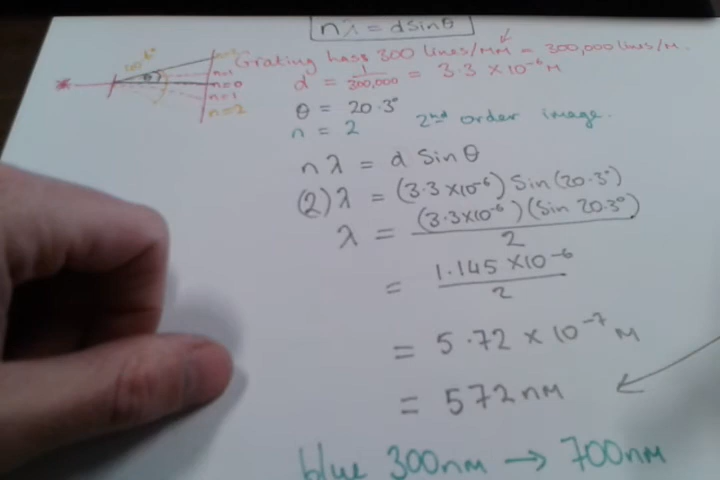 nλ = dsinθ
Grating has 300 lines/mm = 300,000 lines/m.
n=1
n=0
n=1
n=2
d = 1/300,000 = 3.3 ×10⁻⁶ m
θ = 20.3°
n = 2 2nd order image.
nλ = d Sinθ
(2)λ = (3.3×10⁻⁶) Sin(20.3°)
λ = (3.3×10⁻⁶)(Sin 20.3°)/2
= 1.145 ×10⁻⁶/2
= 5.72 × 10⁻⁷ m
= 572nm
blue 300nm → 700nm